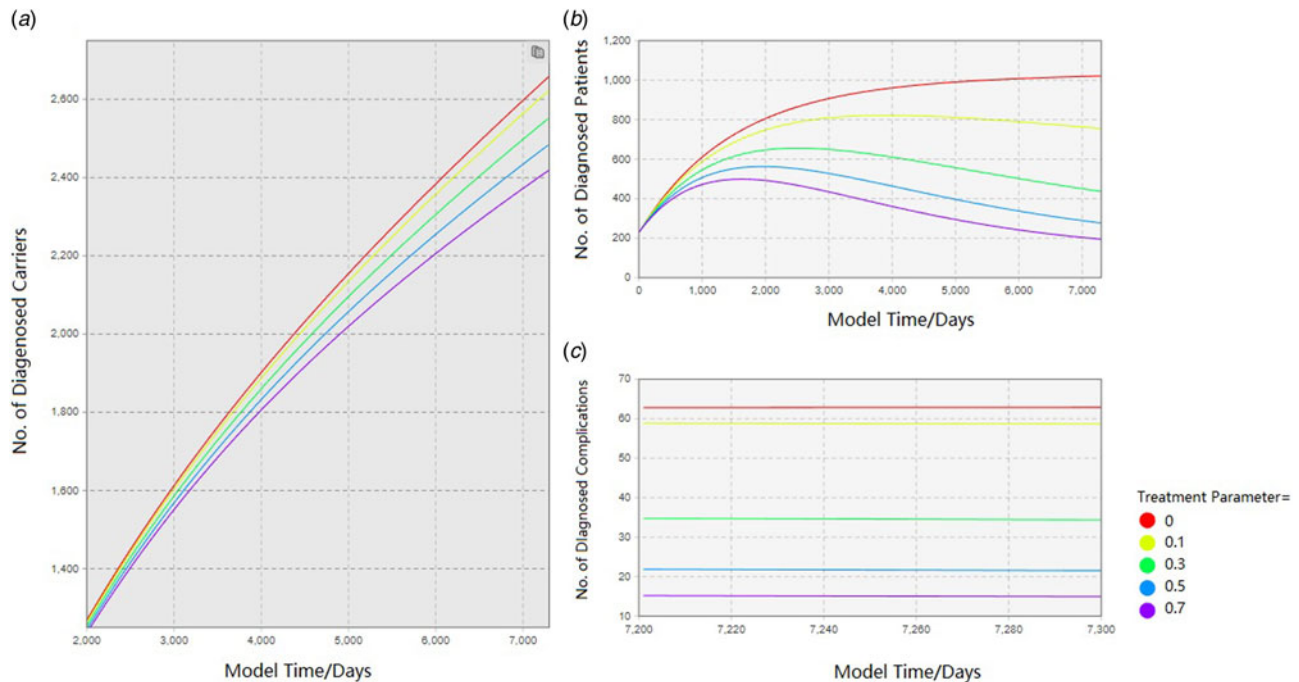 (a)
No. of Diagenosed Carriers
2,600
2,400
2,200
2,000
1,800
1,600
1,400
2,000 3,000 4,000 5,000 6,000 7,000
Model Time/Days
(b)
No. of Diagnosed Patients
1,200
1,000
800
600
400
200
0
0 1,000 2,000 3,000 4,000 5,000 6,000 7,000
Model Time/Days
(c)
No. of Diagnosed Complications
70
60
50
40
30
20
10
7,200 7,220 7,240 7,260 7,280 7,300
Model Time/Days
Treatment Parameter=
0
0.1
0.3
0.5
0.7